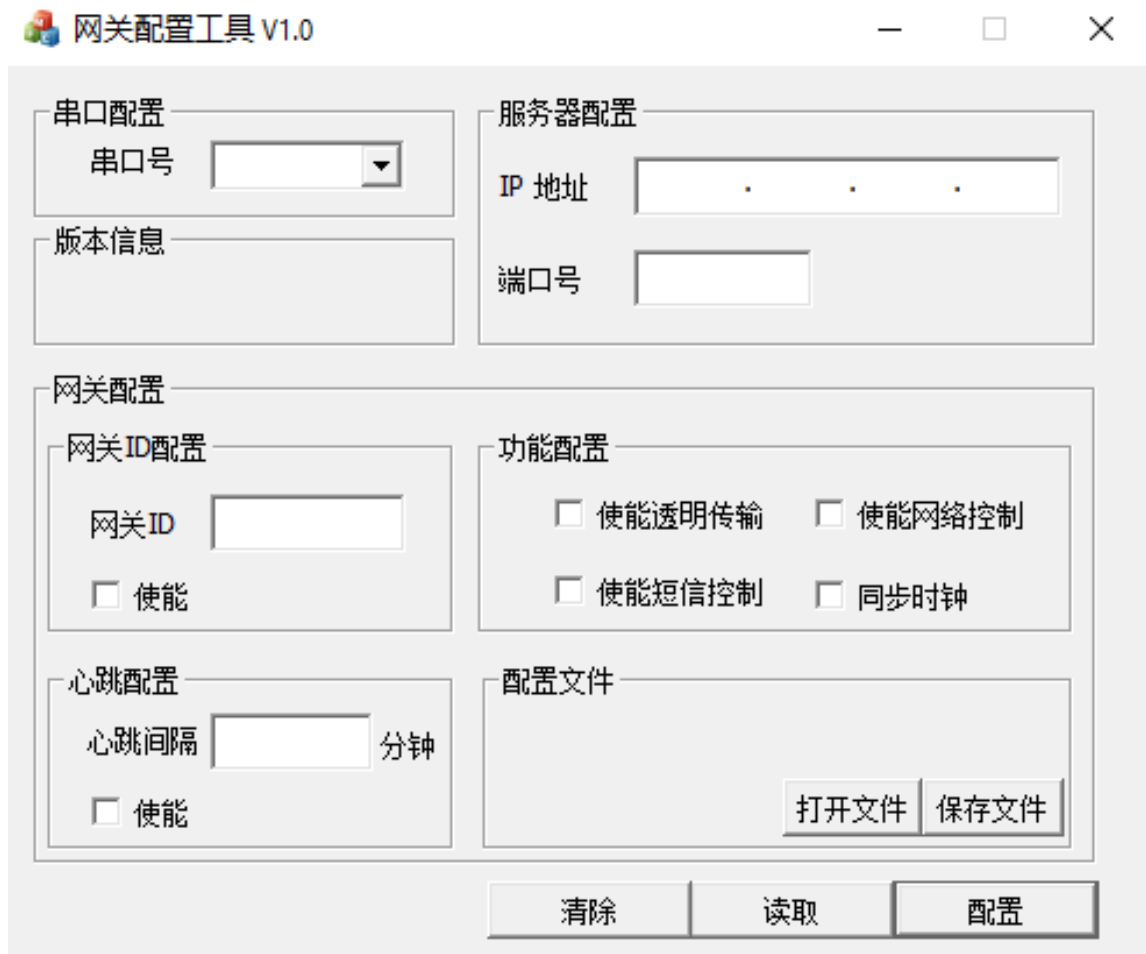 网关配置工具 V1.0
串口配置
串口号
服务器配置
IP 地址
端口号
版本信息
网关配置
网关ID配置
网关ID
使能
功能配置
使能透明传输
使能网络控制
使能短信控制
同步时钟
心跳配置
心跳间隔 分钟
使能
配置文件
打开文件 保存文件
清除 读取 配置